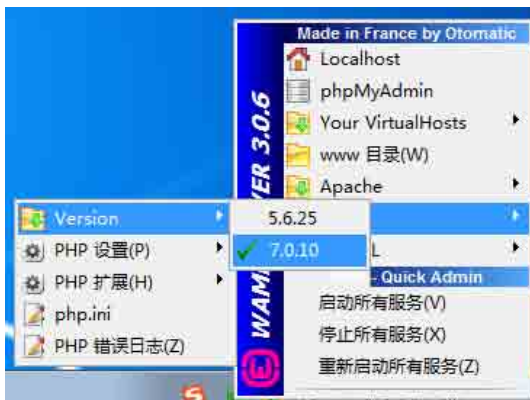 Made in France by Otomatic
Localhost
phpMyAdmin
Your VirtualHosts
www 目录(W)
Apache
L
Quick Admin
启动所有服务(V)
停止所有服务(X)
重新启动所有服务(Z)
VER 3.0.6
WAM
Version
PHP 设置(P)
PHP 扩展(H)
php.ini
PHP 错误日志(Z)
5.6.25
7.0.10